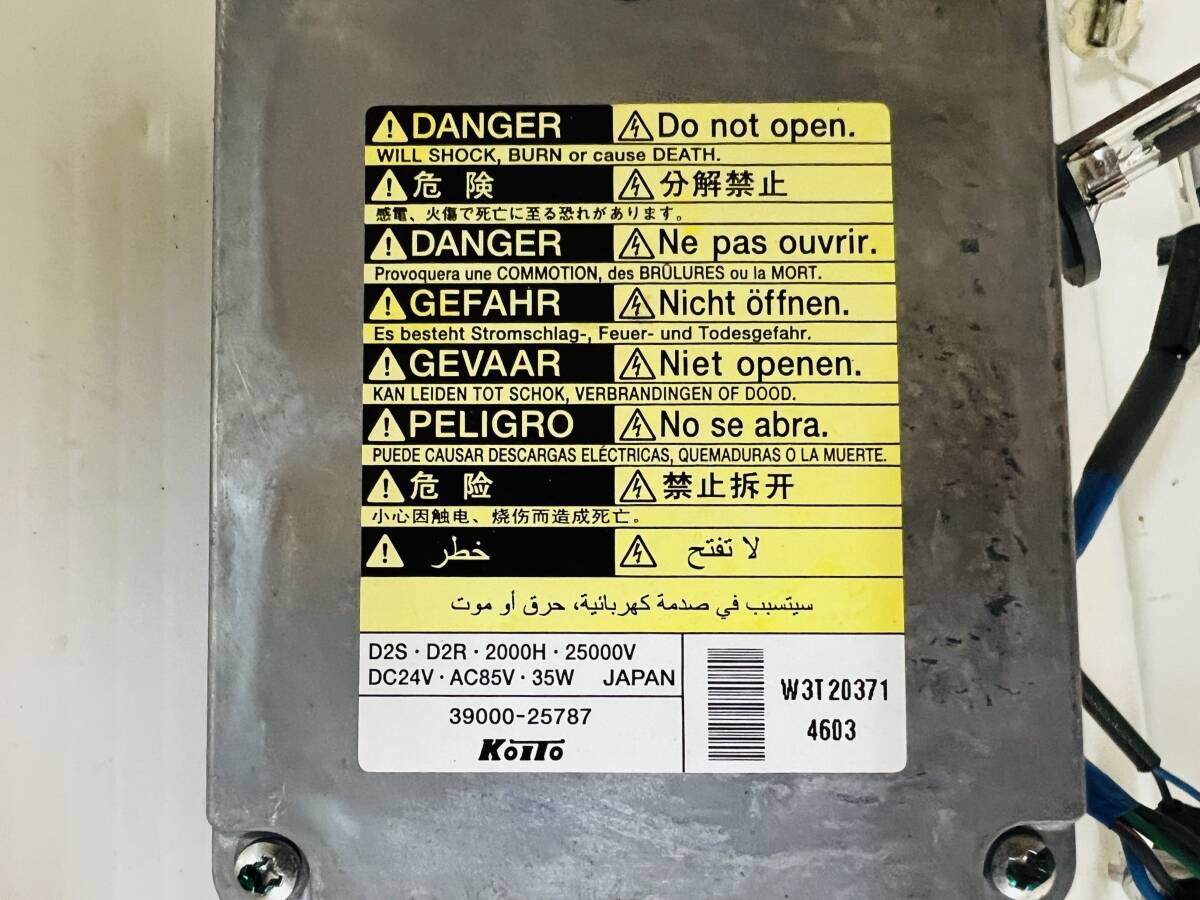 DANGER Do not open.
WILL SHOCK, BURN or cause DEATH.
危険 分解禁止
感電、火傷で死亡に至る恐れがあります。
DANGER Ne pas ouvrir.
Provoquera une COMMOTION, des BRÛLURES ou la MORT.
GEFAHR Nicht öffnen.
Es besteht Stromschlag-, Feuer- und Todesgefahr.
GEVAAR Niet openen.
KAN LEIDEN TOT SCHOK, VERBRANDINGEN OF DOOD.
PELIGRO No se abra.
PUEDE CAUSAR DESCARGAS ELÉCTRICAS, QUEMADURAS O LA MUERTE.
危险 禁止拆开
小心因触电、烧伤而造成死亡。
خطر لا تفتح
سيتسبب في صدمة كهربائية، حرق أو موت
D2S・D2R・2000H・25000V
DC24V・AC85V・35W JAPAN
39000-25787
KOITO
W3T20371
4603